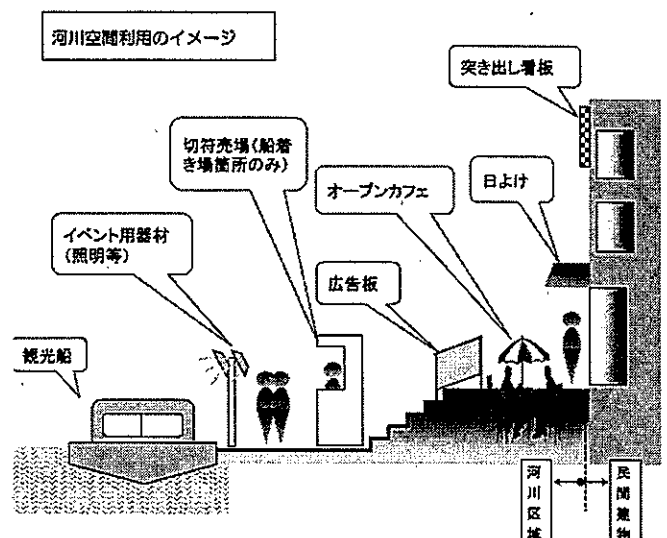 河川空間利用のイメージ
突き出し看板
切符売場(船着
き場箇所のみ)
オープンカフェ
日よけ
イベント用器材
(照明等)
広告板
観光船
河川区域
民間建物